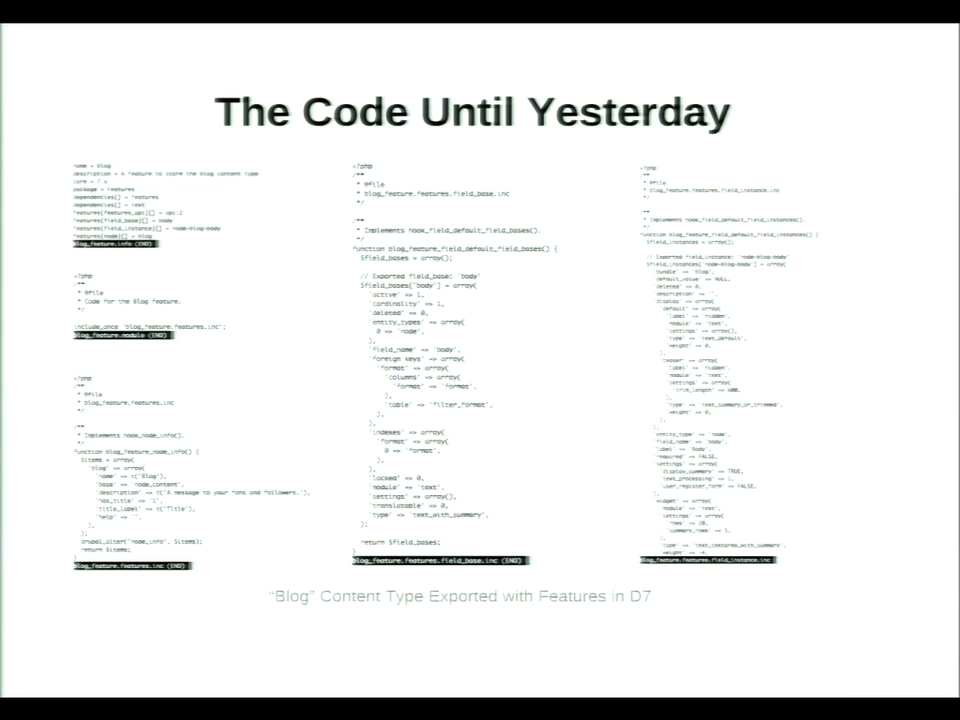 The Code Until Yesterday
name = Blog
description = A feature to store the blog content type
core = 7.x
package = Features
dependencies[] = features
dependencies[] = text
features[features_api][] = api:2
features[field_base][] = body
features[field_instance][] = node-blog-body
features[node][] = blog
blog_feature.info (END)
<?php
/**
 * @file
 * Code for the Blog feature.
 */
include_once 'blog_feature.features.inc';
blog_feature.module (END)
<?php
/**
 * @file
 * blog_feature.features.inc
 */
/**
 * Implements hook_node_info().
 */
function blog_feature_node_info() {
  $items = array(
    'blog' => array(
      'name' => t('Blog'),
      'base' => 'node_content',
      'description' => t('A message to your fans and followers.'),
      'has_title' => '1',
      'title_label' => t('Title'),
      'help' => '',
    ),
  );
  drupal_alter('node_info', $items);
  return $items;
}
blog_feature.features.inc (END)
<?php
/**
 * @file
 * blog_feature.features.field_base.inc
 */
/**
 * Implements hook_field_default_field_bases().
 */
function blog_feature_field_default_field_bases() {
  $field_bases = array();
  // Exported field_base: 'body'
  $field_bases['body'] = array(
    'active' => 1,
    'cardinality' => 1,
    'deleted' => 0,
    'entity_types' => array(
      0 => 'node',
    ),
    'field_name' => 'body',
    'foreign keys' => array(
      'format' => array(
        'columns' => array(
          'format' => 'format',
        ),
        'table' => 'filter_format',
      ),
    ),
    'indexes' => array(
      'format' => array(
        0 => 'format',
      ),
    ),
    'locked' => 0,
    'module' => 'text',
    'settings' => array(),
    'translatable' => 0,
    'type' => 'text_with_summary',
  );
  return $field_bases;
}
blog_feature.features.field_base.inc (END)
<?php
/**
 * @file
 * blog_feature.features.field_instance.inc
 */
/**
 * Implements hook_field_default_field_instances().
 */
function blog_feature_field_default_field_instances() {
  $field_instances = array();
  // Exported field_instance: 'node-blog-body'
  $field_instances['node-blog-body'] = array(
    'bundle' => 'blog',
    'default_value' => NULL,
    'deleted' => 0,
    'description' => '',
    'display' => array(
      'default' => array(
        'label' => 'hidden',
        'module' => 'text',
        'settings' => array(),
        'type' => 'text_default',
        'weight' => 0,
      ),
      'teaser' => array(
        'label' => 'hidden',
        'module' => 'text',
        'settings' => array(
          'trim_length' => 600,
        ),
        'type' => 'text_summary_or_trimmed',
        'weight' => 0,
      ),
    ),
    'entity_type' => 'node',
    'field_name' => 'body',
    'label' => 'Body',
    'required' => FALSE,
    'settings' => array(
      'display_summary' => TRUE,
      'text_processing' => 1,
      'user_register_form' => FALSE,
    ),
    'widget' => array(
      'module' => 'text',
      'settings' => array(
        'rows' => 20,
        'summary_rows' => 5,
      ),
      'type' => 'text_textarea_with_summary',
      'weight' => -4,
blog_feature.features.field_instance.inc
“Blog” Content Type Exported with Features in D7